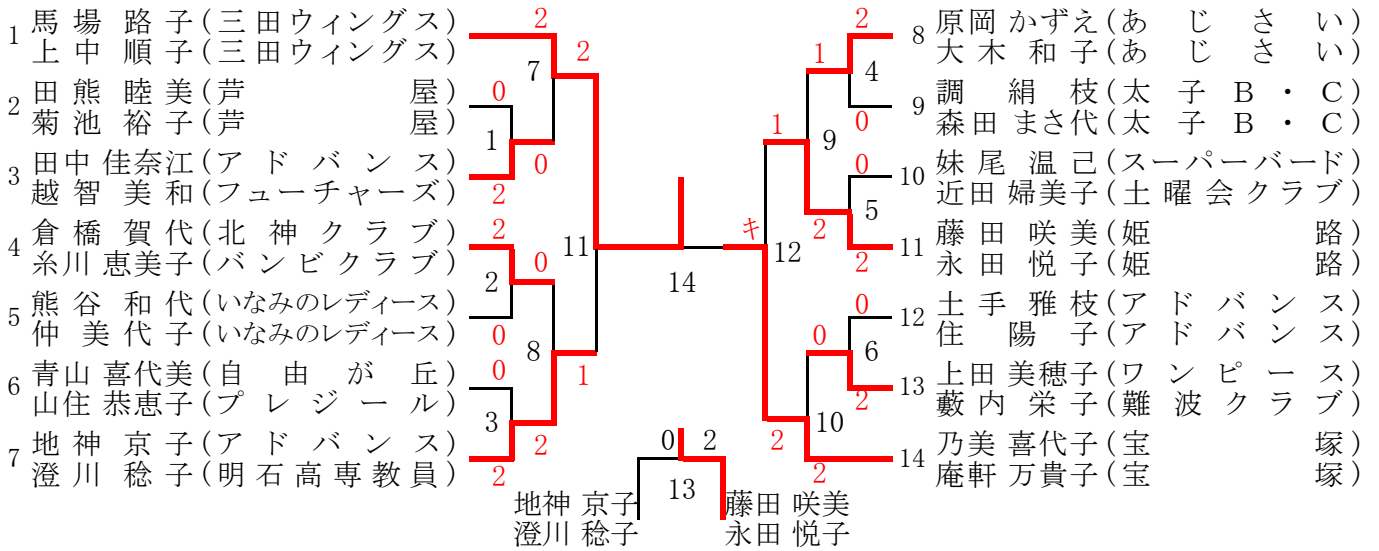 1 馬場 路子(三田ウィングス)
上中 順子(三田ウィングス)
2 田熊 睦美(芦屋)
菊池 裕子(芦屋)
3 田中 佳奈江(アドバンス)
越智 美和(フューチャーズ)
4 倉橋 賀代(北神クラブ)
糸川 恵美子(バンビクラブ)
5 熊谷 和代(いなみのレディース)
仲 美代子(いなみのレディース)
6 青山 喜代美(自由が丘)
山住 恭恵子(プレジール)
7 地神 京子(アドバンス)
澄川 稔子(明石高専教員)
2
2
7
0
1
0
2
2
0
11
2
0
8
0
1
3
2
2
14
キ
12
1
1
2
4
0
9
0
5
2
2
0
0
6
2
10
2
2
8 原岡 かずえ(あじさい)
大木 和子(あじさい)
9 調 絹枝(太子B・C)
森田 まさ代(太子B・C)
10 妹尾 温己(スーパーバード)
近田 婦美子(土曜会クラブ)
11 藤田 咲美(姫路)
永田 悦子(姫路)
12 土手 雅枝(アドバンス)
住 陽子(アドバンス)
13 上田 美穂子(ワンピース)
藪内 栄子(難波クラブ)
14 乃美 喜代子(宝塚)
庵軒 万貴子(宝塚)
0 2
13
地神 京子 藤田 咲美
澄川 稔子 永田 悦子